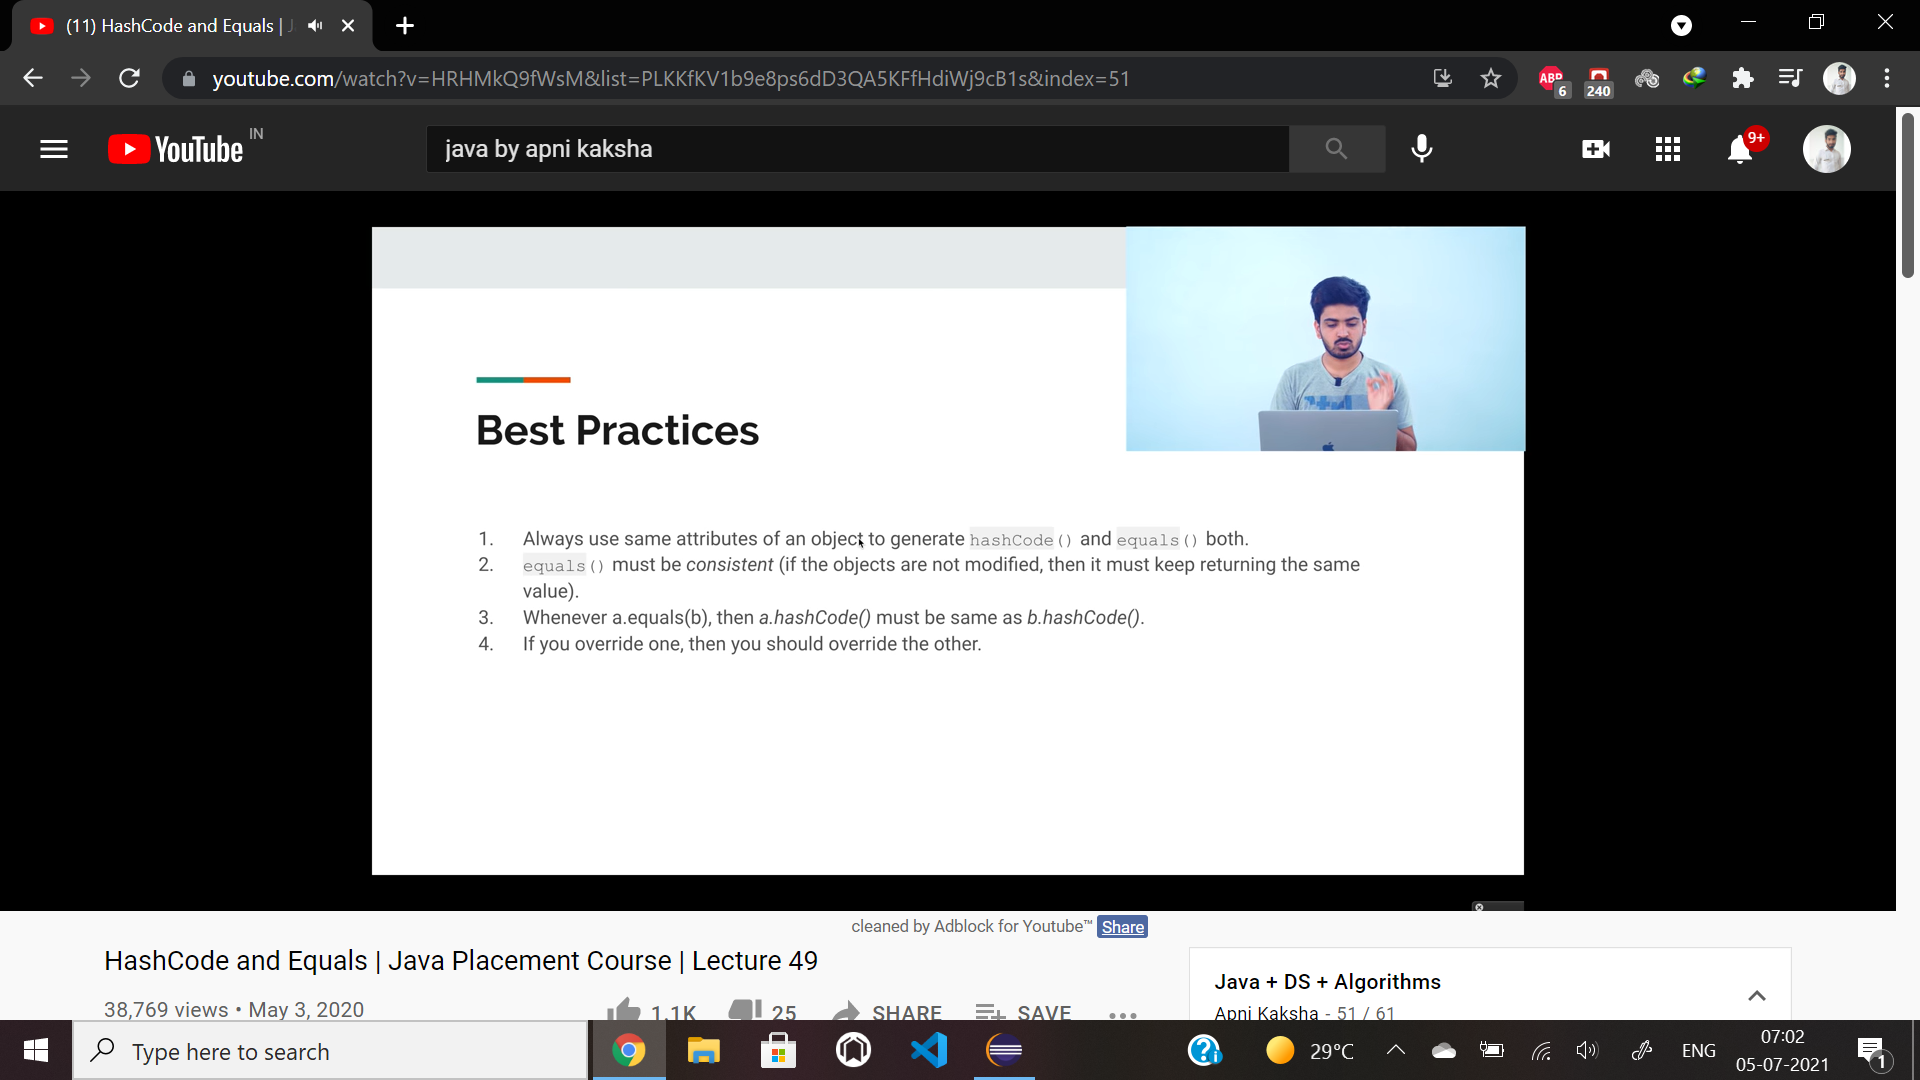 (11) HashCode and Equals | J
youtube.com/watch?v=HRHMkQ9fWsM&list=PLKKfKV1b9e8ps6dD3QA5KFfHdiWj9cB1s&index=51
ABP 6
240
YouTube IN
java by apni kaksha
9+
Best Practices
1. Always use same attributes of an object to generate hashCode() and equals() both.
2. equals() must be consistent (if the objects are not modified, then it must keep returning the same
value).
3. Whenever a.equals(b), then a.hashCode() must be same as b.hashCode().
4. If you override one, then you should override the other.
cleaned by Adblock for Youtube™ Share
HashCode and Equals | Java Placement Course | Lecture 49
38,769 views • May 3, 2020
1.1K 25 SHARE SAVE
Java + DS + Algorithms
Apni Kaksha - 51 / 61
Type here to search
29°C
ENG
07:02
05-07-2021
1